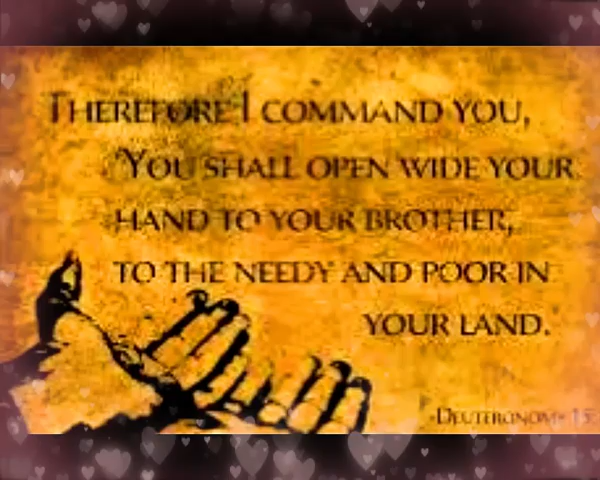 THEREFORE I COMMAND YOU,
'YOU SHALL OPEN WIDE YOUR
HAND TO YOUR BROTHER,
TO THE NEEDY AND POOR IN
YOUR LAND.
-DEUTERONOMY 15: